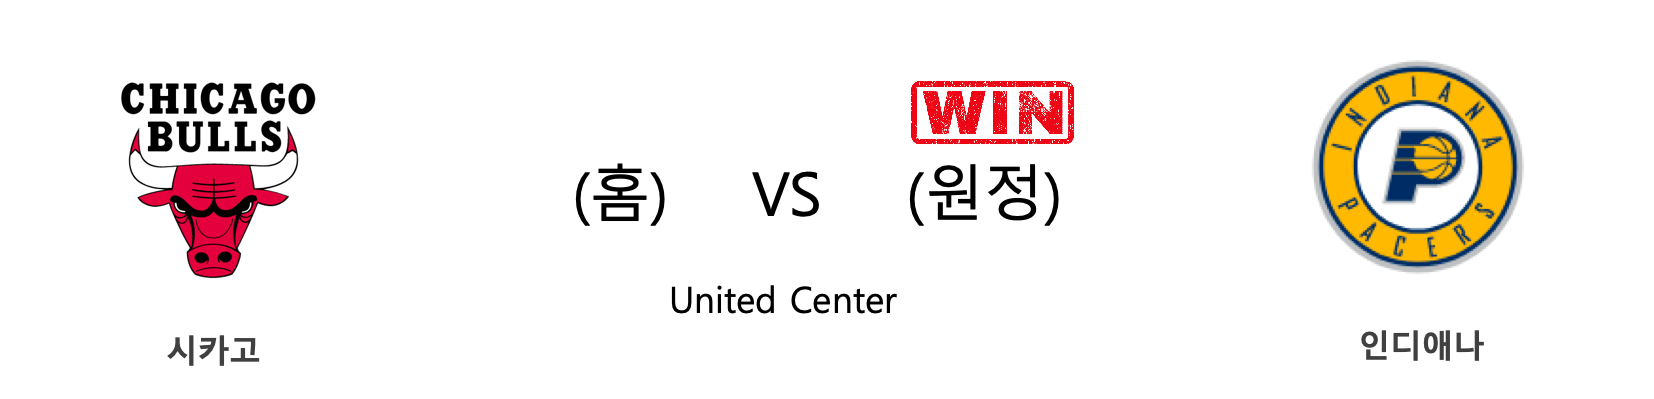 CHICAGO
BULLS
시카고
WIN
(홈) VS (원정)
United Center
INDIANA
PACERS
인디애나